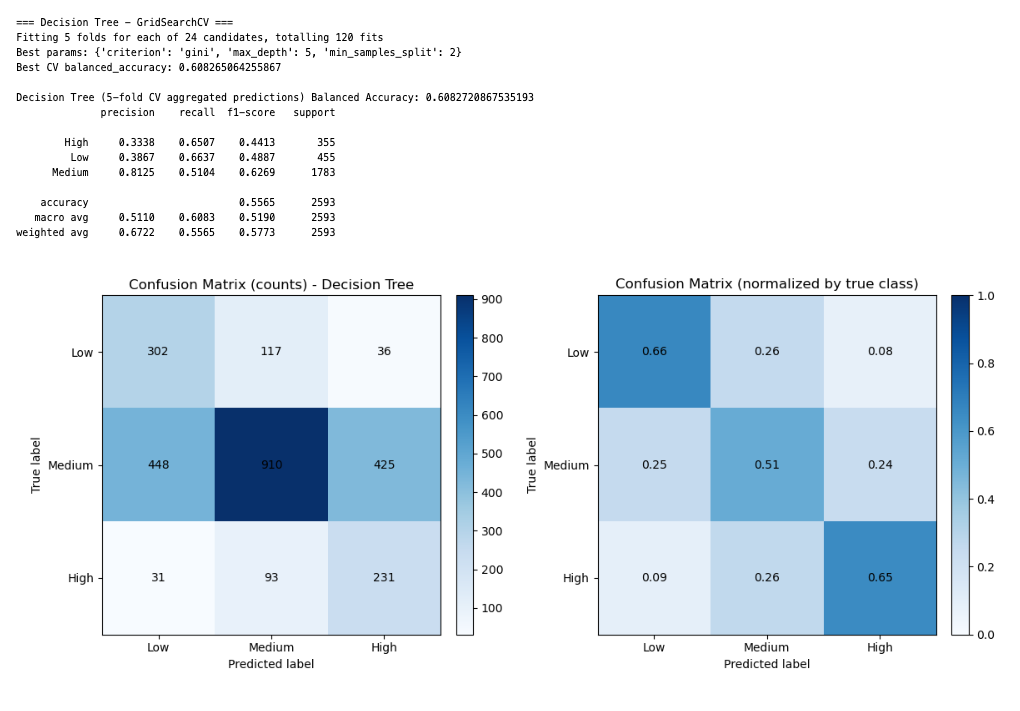 === Decision Tree – GridSearchCV ===
Fitting 5 folds for each of 24 candidates, totalling 120 fits
Best params: {'criterion': 'gini', 'max_depth': 5, 'min_samples_split': 2}
Best CV balanced_accuracy: 0.608265064255867
Decision Tree (5-fold CV aggregated predictions) Balanced Accuracy: 0.6082720867535193
precision recall f1-score support
High 0.3338 0.6507 0.4413 355
Low 0.3867 0.6637 0.4887 455
Medium 0.8125 0.5104 0.6269 1783
accuracy 0.5565 2593
macro avg 0.5110 0.6083 0.5190 2593
weighted avg 0.6722 0.5565 0.5773 2593
Confusion Matrix (counts) - Decision Tree
True label
Low 302 117 36
Medium 448 910 425
High 31 93 231
Low Medium High
Predicted label
900
800
700
600
500
400
300
200
100
Confusion Matrix (normalized by true class)
True label
Low 0.66 0.26 0.08
Medium 0.25 0.51 0.24
High 0.09 0.26 0.65
Low Medium High
Predicted label
1.0
0.8
0.6
0.4
0.2
0.0